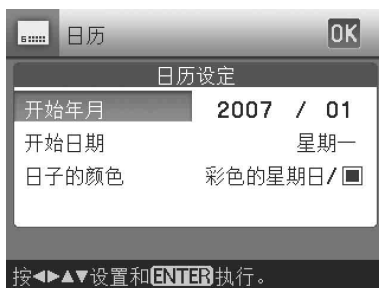 日历 OK
日历设定
开始年月 2007 / 01
开始日期 星期一
日子的颜色 彩色的星期日/■
按◀▶▲▼设置和ENTER执行。